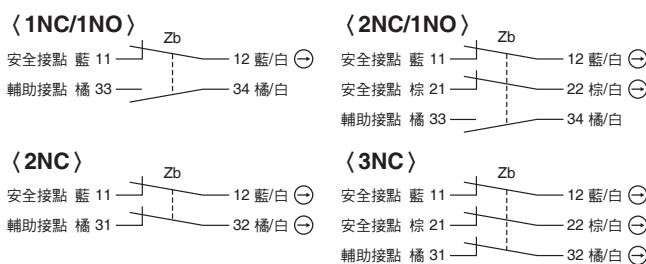 〈1NC/1NO〉
Zb
安全接點 藍 11 12 藍/白
輔助接點 橘 33 34 橘/白
〈2NC/1NO〉
Zb
安全接點 藍 11 12 藍/白
安全接點 棕 21 22 棕/白
輔助接點 橘 33 34 橘/白
〈2NC〉
Zb
安全接點 藍 11 12 藍/白
輔助接點 橘 31 32 橘/白
〈3NC〉
Zb
安全接點 藍 11 12 藍/白
安全接點 棕 21 22 棕/白
輔助接點 橘 31 32 橘/白